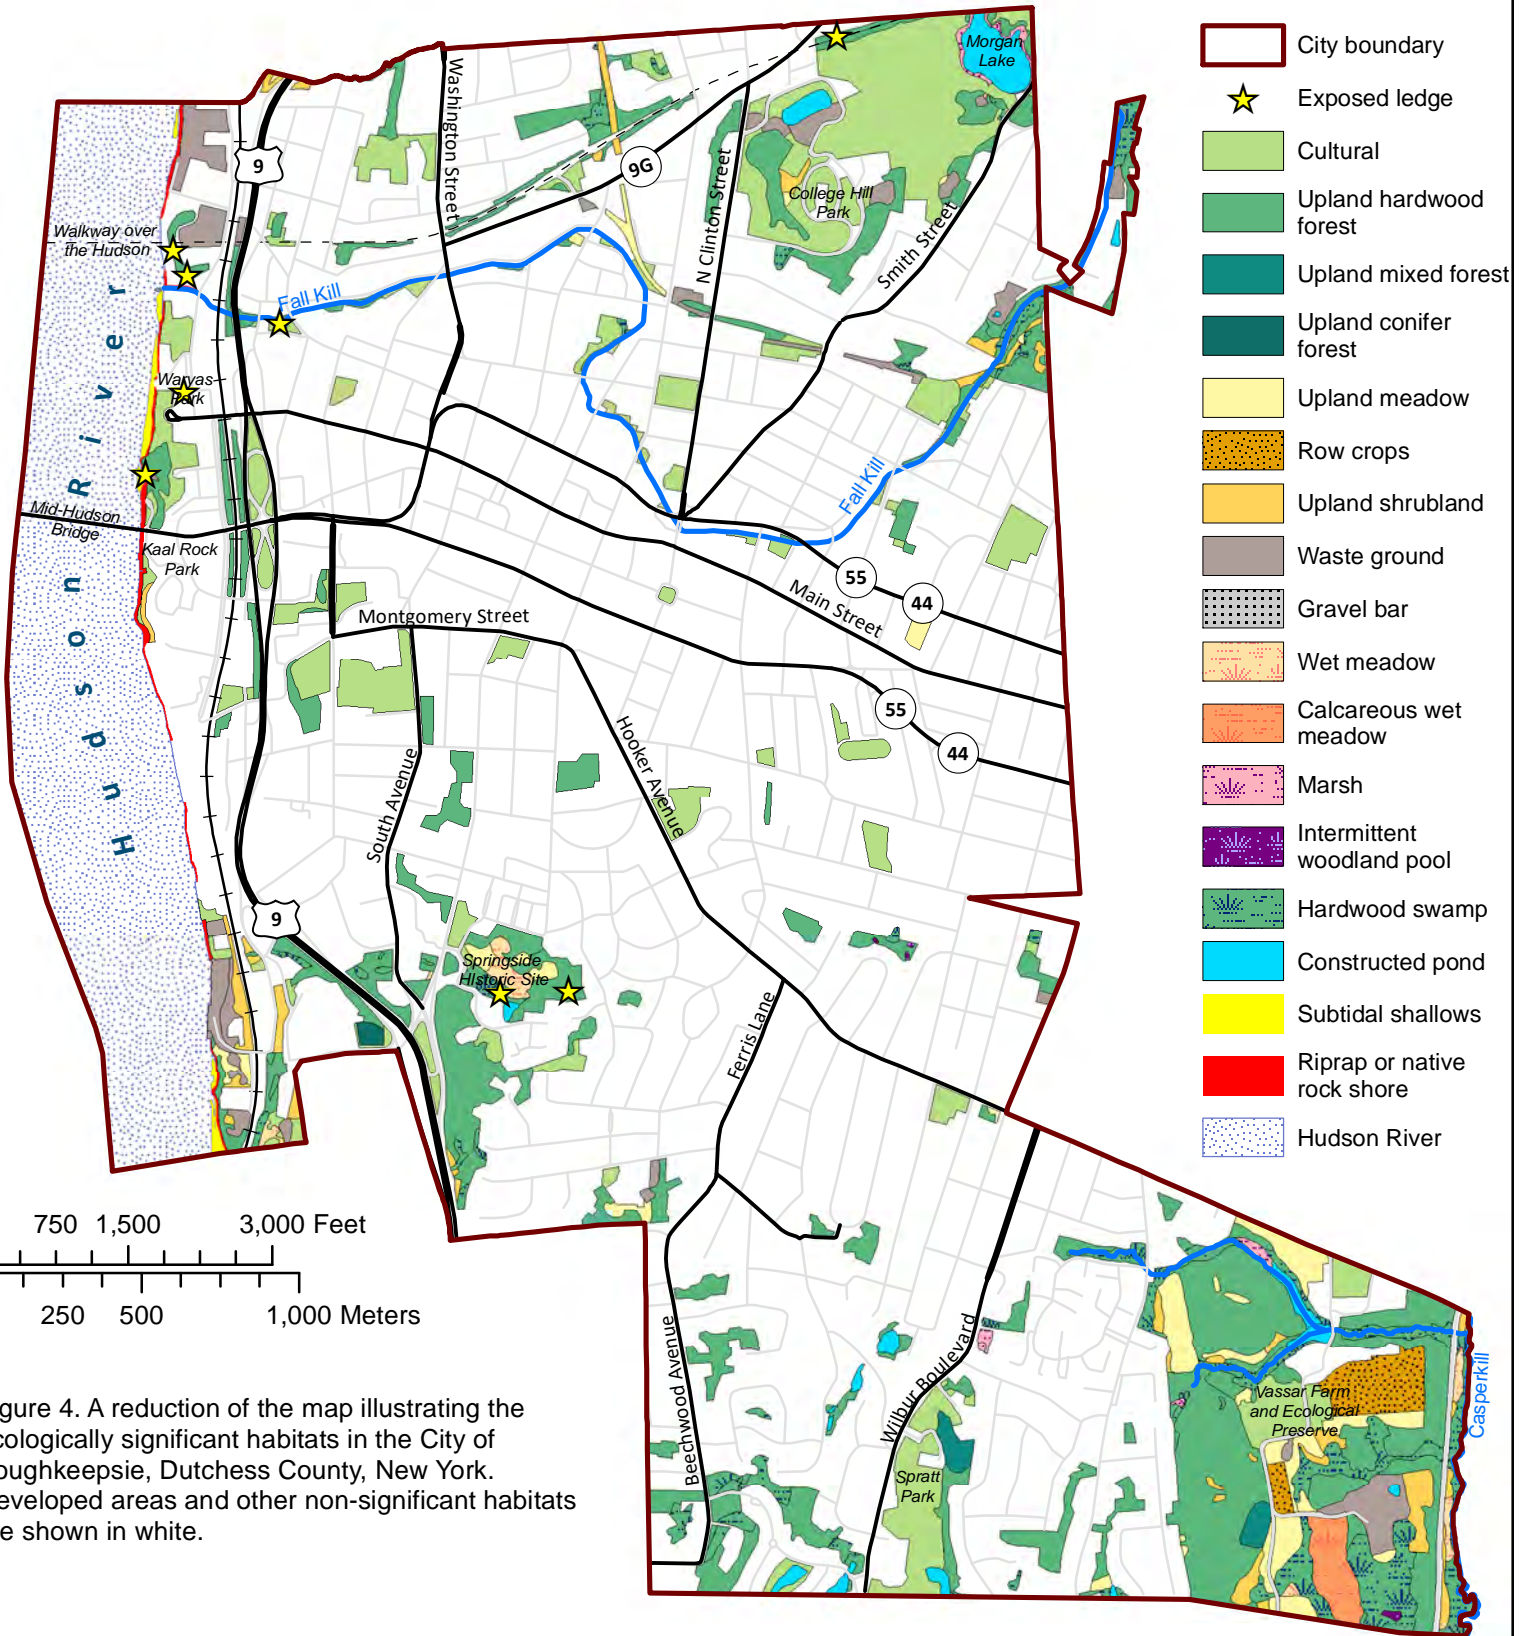 Morgan
Lake
Washington Street
9
9G
N Clinton Street
College Hill
Park
Smith Street
Walkway over
the Hudson
Fall Kill
Waryas
Park
Hudson River
Mid-Hudson
Bridge
Kaal Rock
Park
Fall Kill
55
44
Main Street
Montgomery Street
55
44
Hooker Avenue
South Avenue
9
Springside
HIstoric Site
Ferris Lane
Beechwood Avenue
Wilbur Boulevard
Spratt
Park
Vassar Farm
and Ecological
Preserve
Casperkill
City boundary
Exposed ledge
Cultural
Upland hardwood
forest
Upland mixed forest
Upland conifer
forest
Upland meadow
Row crops
Upland shrubland
Waste ground
Gravel bar
Wet meadow
Calcareous wet
meadow
Marsh
Intermittent
woodland pool
Hardwood swamp
Constructed pond
Subtidal shallows
Riprap or native
rock shore
Hudson River
750 1,500 3,000 Feet
250 500 1,000 Meters
gure 4. A reduction of the map illustrating the
cologically significant habitats in the City of
oughkeepsie, Dutchess County, New York.
eveloped areas and other non-significant habitats
e shown in white.